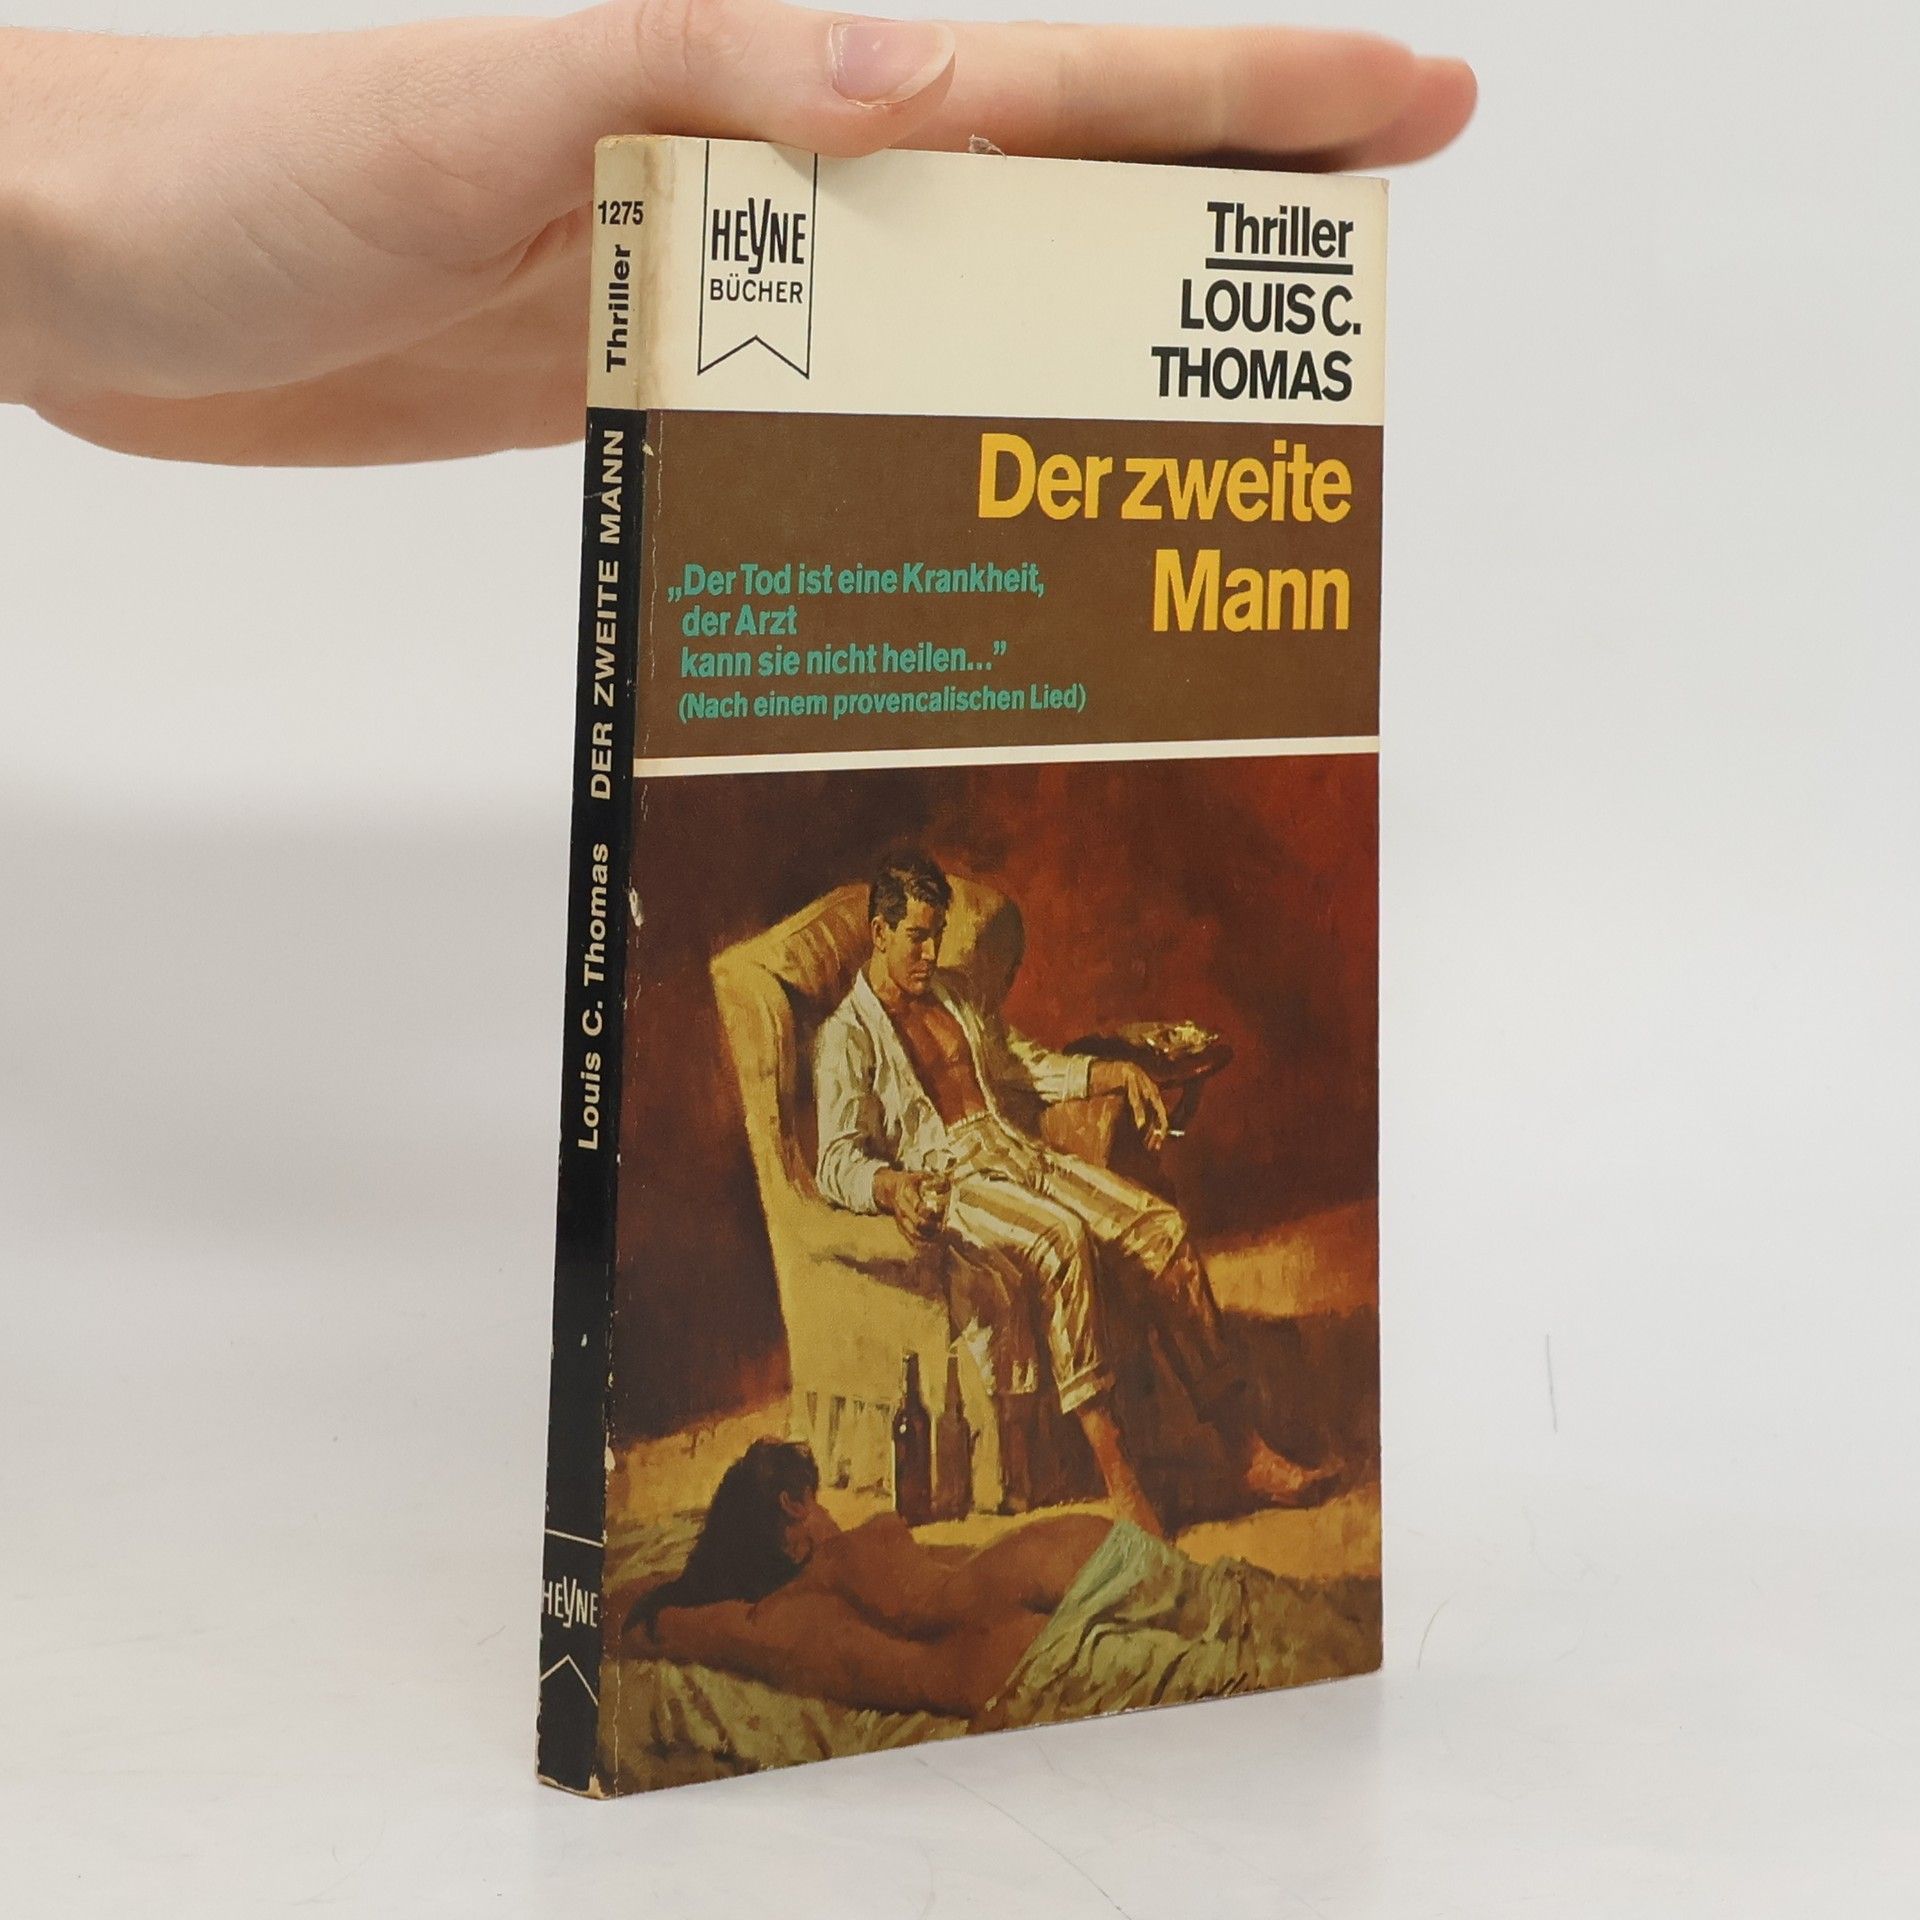 1275
Thriller
DER ZWEITE MANN
Louis C. Thomas
HEYNE
HEYNE
BÜCHER
Thriller
LOUIS C.
THOMAS
Der zweite
Mann
„Der Tod ist eine Krankheit,
der Arzt
kann sie nicht heilen...”
(Nach einem provencalischen Lied)